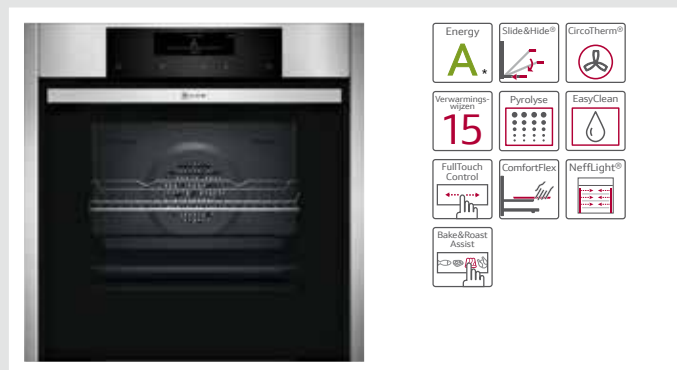 Energy
A*
Slide&Hide®
CircoTherm®
Verwarmings-
wijzen
15
Pyrolyse
EasyClean
FullTouch
Control
ComfortFlex
NeffLight®
Bake&Roast
Assist